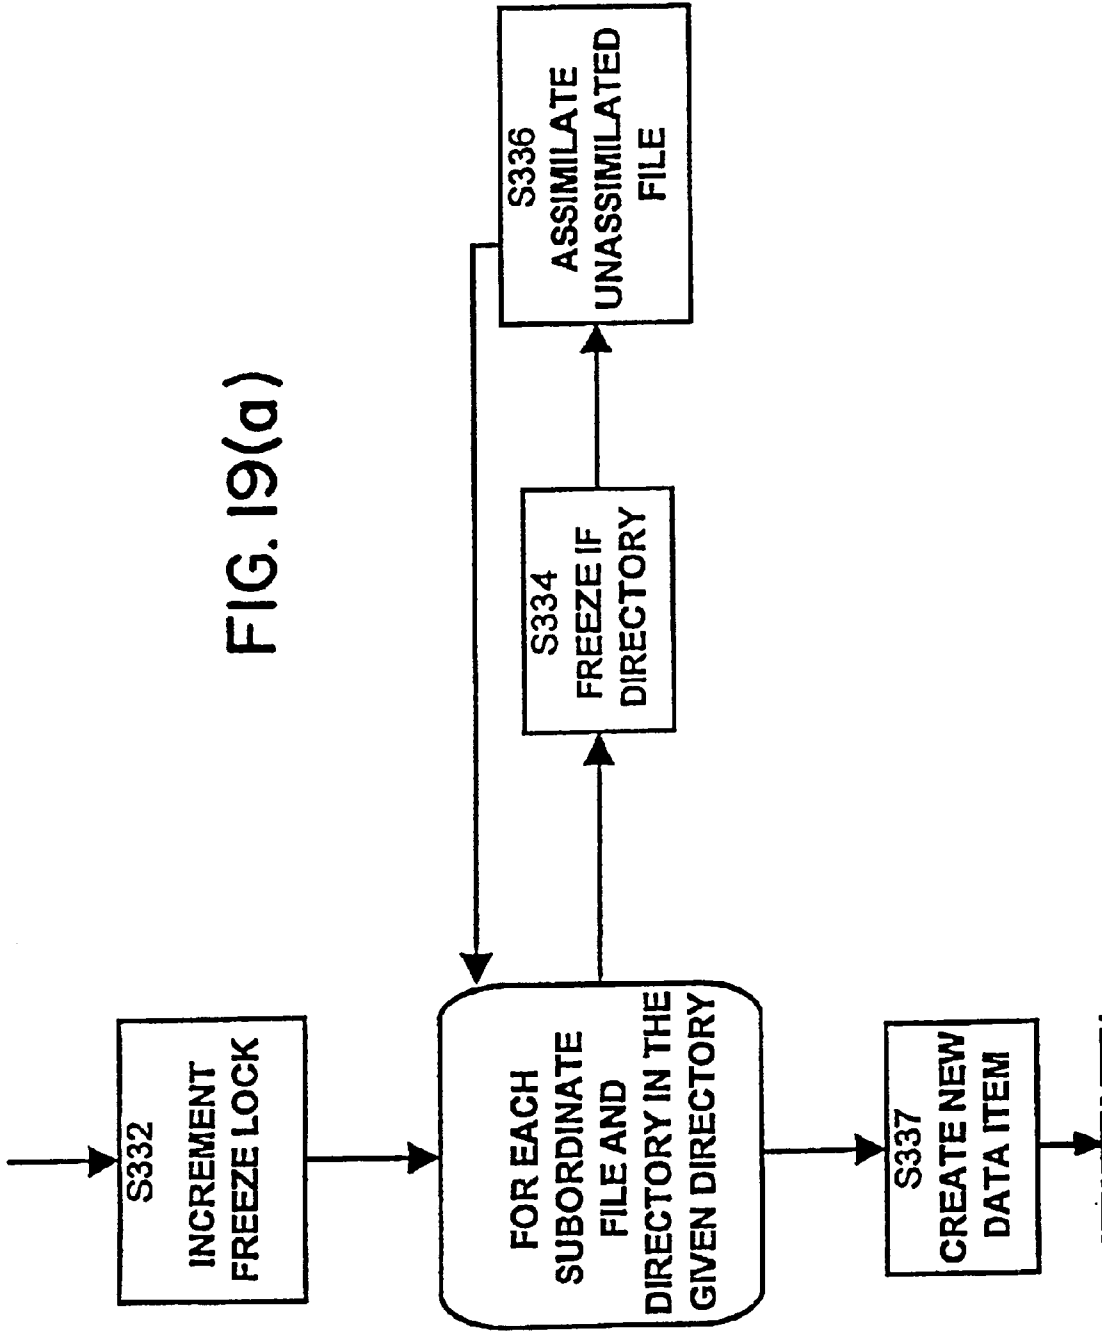 FIG. 19(a)
S332
INCREMENT
FREEZE LOCK
FOR EACH
SUBORDINATE
FILE AND
DIRECTORY IN THE
GIVEN DIRECTORY
S334
FREEZE IF
DIRECTORY
S336
ASSIMILATE
UNASSIMILATED
FILE
S337
CREATE NEW
DATA ITEM